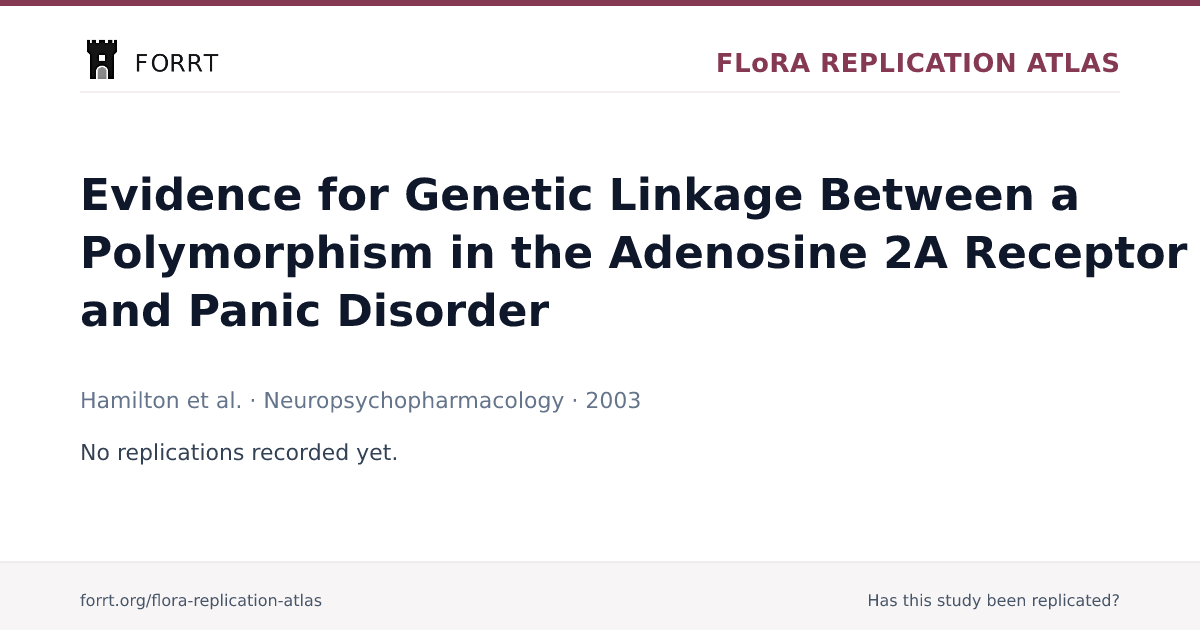 FORRT
FLoRA REPLICATION ATLAS
Evidence for Genetic Linkage Between a
Polymorphism in the Adenosine 2A Receptor
and Panic Disorder
Hamilton et al. · Neuropsychopharmacology · 2003
No replications recorded yet.
forrt.org/flora-replication-atlas
Has this study been replicated?